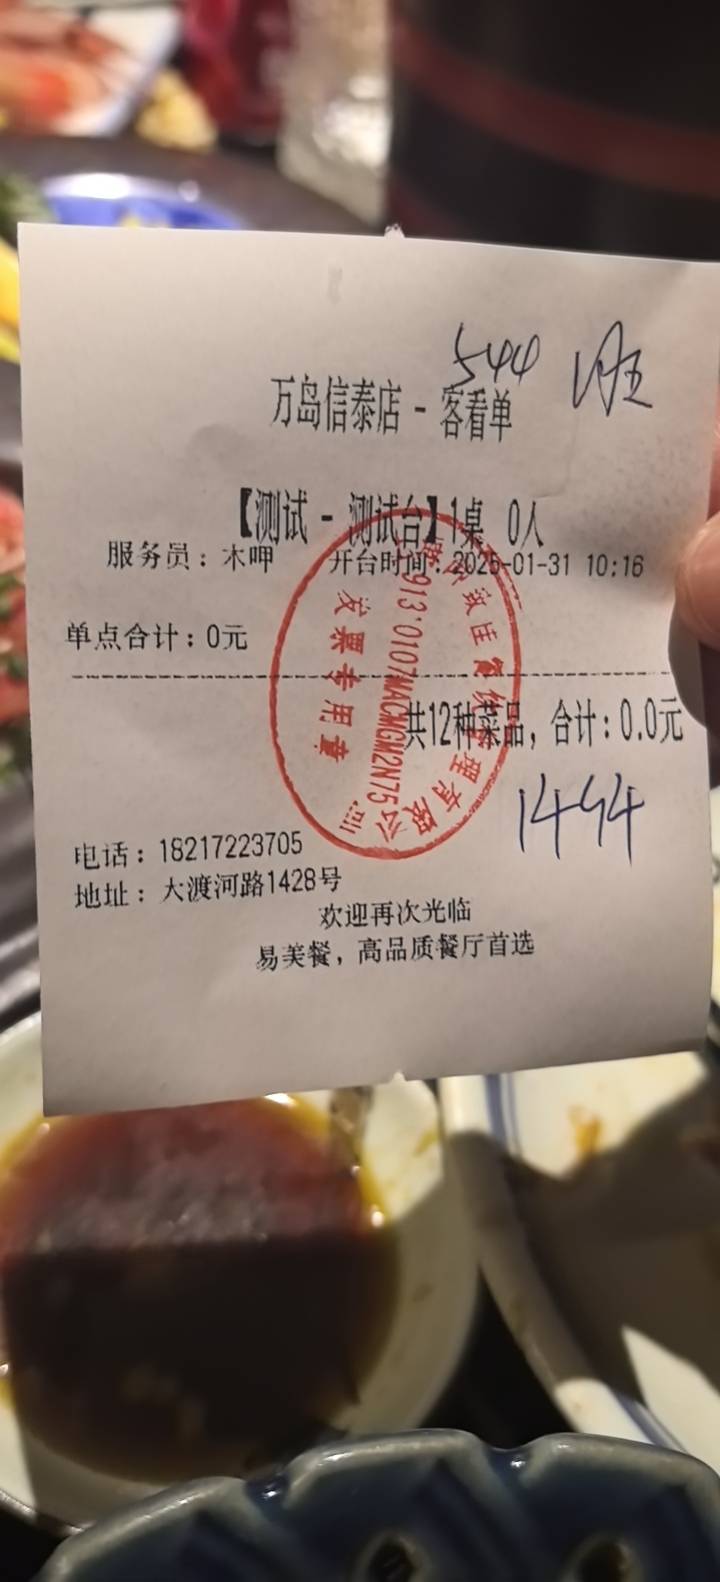 544
万岛信泰店 - 客看单
【测试 - 测试台】1桌 0人
服务员：木呷 开台时间：2025-01-31 10:16
单点合计：0元
共12种菜品，合计：0.0元
1494
发票专用章
电话：18217223705
地址：大渡河路1428号
欢迎再次光临
易美餐，高品质餐厅首选